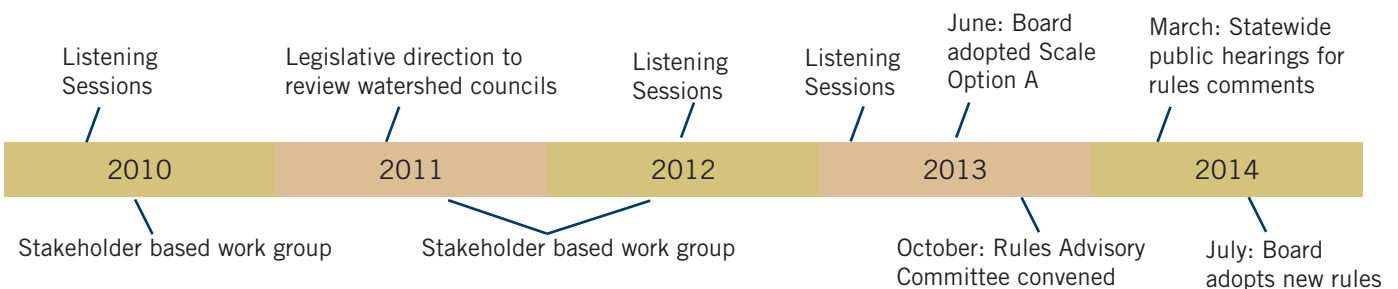 Listening
Sessions
Legislative direction to
review watershed councils
Listening
Sessions
Listening
Sessions
June: Board
adopted Scale
Option A
March: Statewide
public hearings for
rules comments
2010
2011
2012
2013
2014
Stakeholder based work group
Stakeholder based work group
October: Rules Advisory
Committee convened
July: Board
adopts new rules